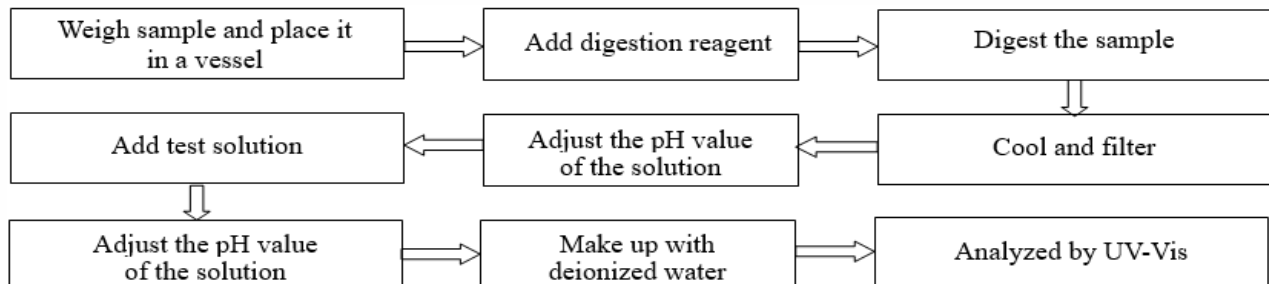 Weigh sample and place it
in a vessel
Add digestion reagent
Digest the sample
Cool and filter
Adjust the pH value
of the solution
Add test solution
Adjust the pH value
of the solution
Make up with
deionized water
Analyzed by UV-Vis